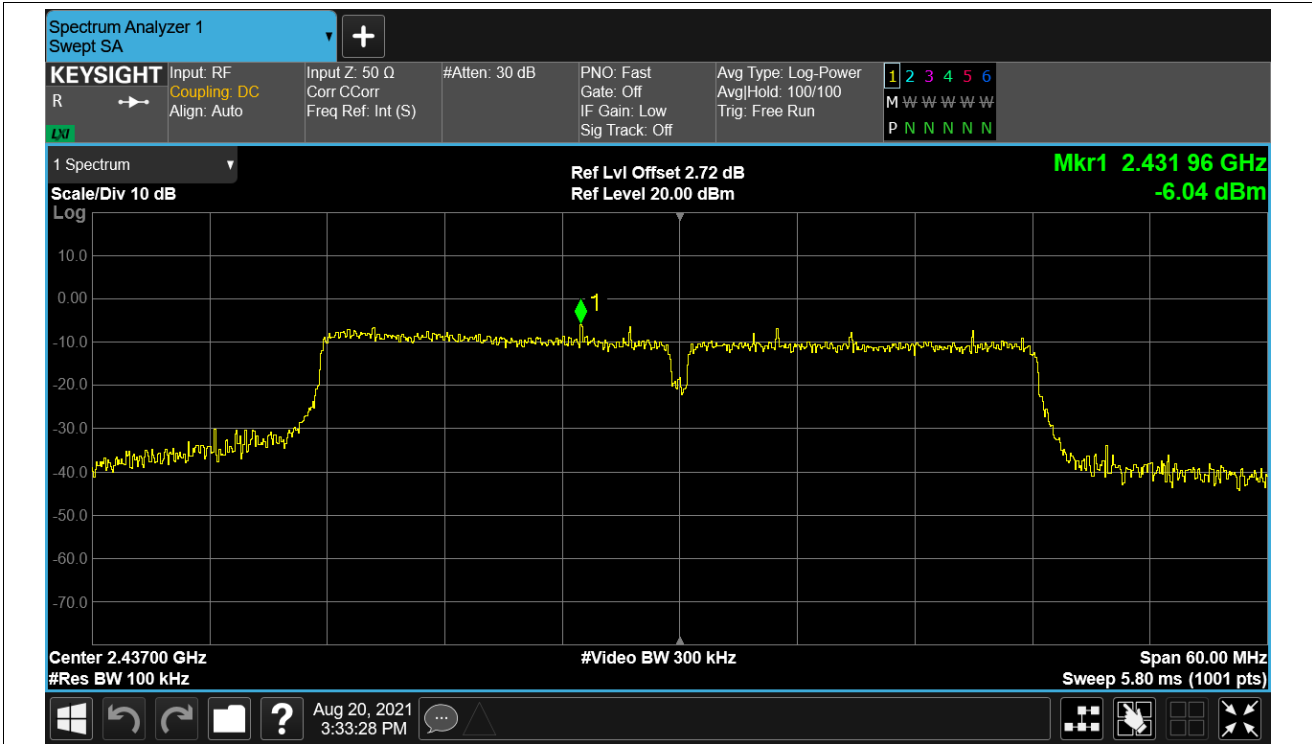 Spectrum Analyzer 1
Swept SA
KEYSIGHT
R
LXI
Input: RF
Coupling: DC
Align: Auto
Input Z: 50 Ω
Corr CCorr
Freq Ref: Int (S)
#Atten: 30 dB
PNO: Fast
Gate: Off
IF Gain: Low
Sig Track: Off
Avg Type: Log-Power
Avg|Hold: 100/100
Trig: Free Run
1 2 3 4 5 6
M W W W W W
P N N N N N
1 Spectrum
Scale/Div 10 dB
Ref Lvl Offset 2.72 dB
Ref Level 20.00 dBm
Mkr1 2.431 96 GHz
-6.04 dBm
Log
10.0
0.00
-10.0
-20.0
-30.0
-40.0
-50.0
-60.0
-70.0
1
Center 2.43700 GHz
#Res BW 100 kHz
#Video BW 300 kHz
Span 60.00 MHz
Sweep 5.80 ms (1001 pts)
?
Aug 20, 2021
3:33:28 PM